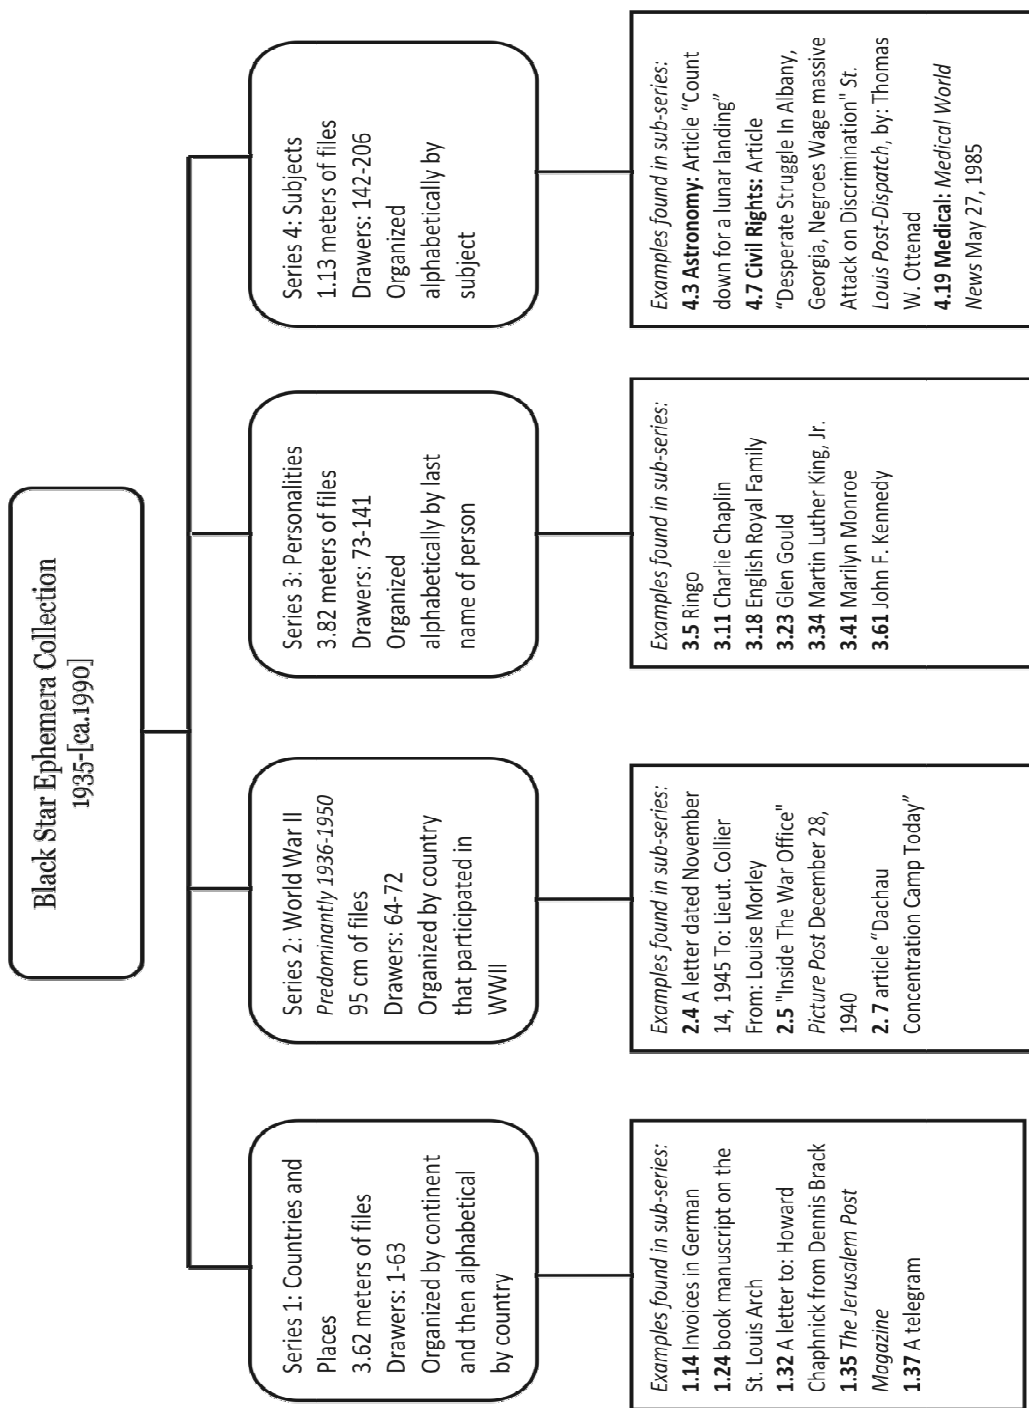 Black Star Ephemera Collection
1935-[ca.1990]
Series 1: Countries and
Places
3.62 meters of files
Drawers: 1-63
Organized by continent
and then alphabetical
by country
Examples found in sub-series:
1.14 Invoices in German
1.24 book manuscript on the
St. Louis Arch
1.32 A letter to: Howard
Chaphnick from Dennis Brack
1.35 The Jerusalem Post
Magazine
1.37 A telegram
Series 2: World War II
Predominantly 1936-1950
95 cm of files
Drawers: 64-72
Organized by country
that participated in
WWII
Examples found in sub-series:
2.4 A letter dated November
14, 1945 To: Lieut. Collier
From: Louise Morley
2.5 "Inside The War Office"
Picture Post December 28,
1940
2. 7 article "Dachau
Concentration Camp Today"
Series 3: Personalities
3.82 meters of files
Drawers: 73-141
Organized
alphabetically by last
name of person
Examples found in sub-series:
3.5 Ringo
3.11 Charlie Chaplin
3.18 English Royal Family
3.23 Glen Gould
3.34 Martin Luther King, Jr.
3.41 Marilyn Monroe
3.61 John F. Kennedy
Series 4: Subjects
1.13 meters of files
Drawers: 142-206
Organized
alphabetically by
subject
Examples found in sub-series:
4.3 Astronomy: Article "Count
down for a lunar landing"
4.7 Civil Rights: Article
"Desperate Struggle In Albany,
Georgia, Negroes Wage massive
Attack on Discrimination" St.
Louis Post-Dispatch, by: Thomas
W. Ottenad
4.19 Medical: Medical World
News May 27, 1985